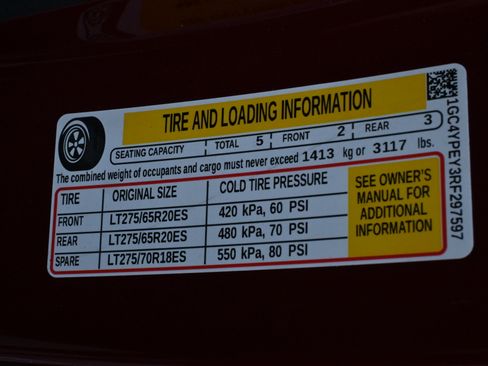 TIRE AND LOADING INFORMATION
SEATING CAPACITY TOTAL 5 FRONT 2 REAR 3
The combined weight of occupants and cargo must never exceed 1413 kg or 3117 lbs.
TIRE ORIGINAL SIZE COLD TIRE PRESSURE
FRONT LT275/65R20ES 420 kPa, 60 PSI
REAR LT275/65R20ES 480 kPa, 70 PSI
SPARE LT275/70R18ES 550 kPa, 80 PSI
SEE OWNER'S
MANUAL FOR
ADDITIONAL
INFORMATION
1GC4YPEY3RF297597